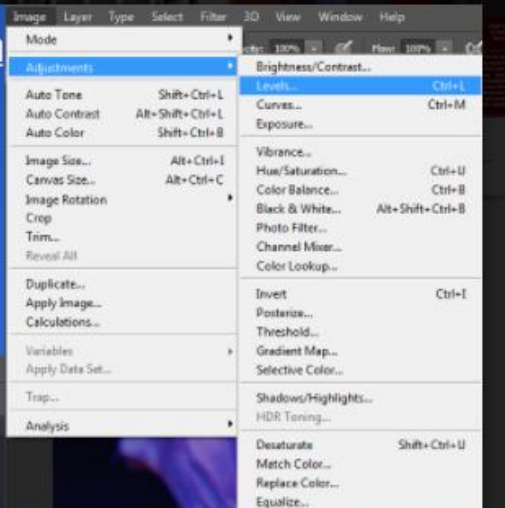 Image Layer Type Select Filter 3D View Window Help
Mode
100%
Flow: 100%
Adjustments
Auto Tone Shift+Ctrl+L
Auto Contrast Alt+Shift+Ctrl+L
Auto Color Shift+Ctrl+B
Image Size... Alt+Ctrl+I
Canvas Size... Alt+Ctrl+C
Image Rotation
Crop
Trim...
Reveal All
Duplicate...
Apply Image...
Calculations...
Variables
Apply Data Set...
Trap...
Analysis
Brightness/Contrast...
Levels... Ctrl+L
Curves... Ctrl+M
Exposure...
Vibrance...
Hue/Saturation... Ctrl+U
Color Balance... Ctrl+B
Black & White... Alt+Shift+Ctrl+B
Photo Filter...
Channel Mixer...
Color Lookup...
Invert Ctrl+I
Posterize...
Threshold...
Gradient Map...
Selective Color...
Shadows/Highlights...
HDR Toning...
Desaturate Shift+Ctrl+U
Match Color...
Replace Color...
Equalize...